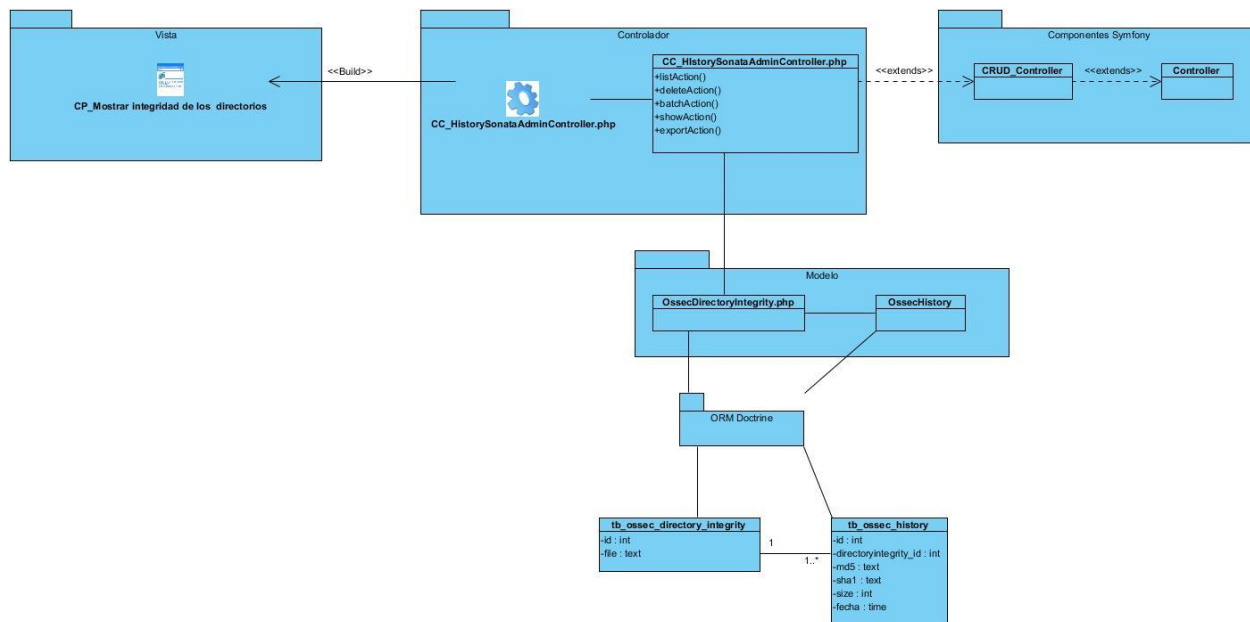 Vista
CP_Mostrar integridad de los directorios
<<Build>>
Controlador
CC_HistorySonataAdminController.php
CC_HIstorySonataAdminController.php
+listAction()
+deleteAction()
+batchAction()
+showAction()
+exportAction()
<<extends>>
Componentes Symfony
CRUD_Controller
<<extends>>
Controller
Modelo
OssecDirectoryIntegrity.php
OssecHistory
ORM Doctrine
tb_ossec_directory_integrity
-id : int
-file : text
1
1..*
tb_ossec_history
-id : int
-directoryintegrity_id : int
-md5 : text
-sha1 : text
-size : int
-fecha : time